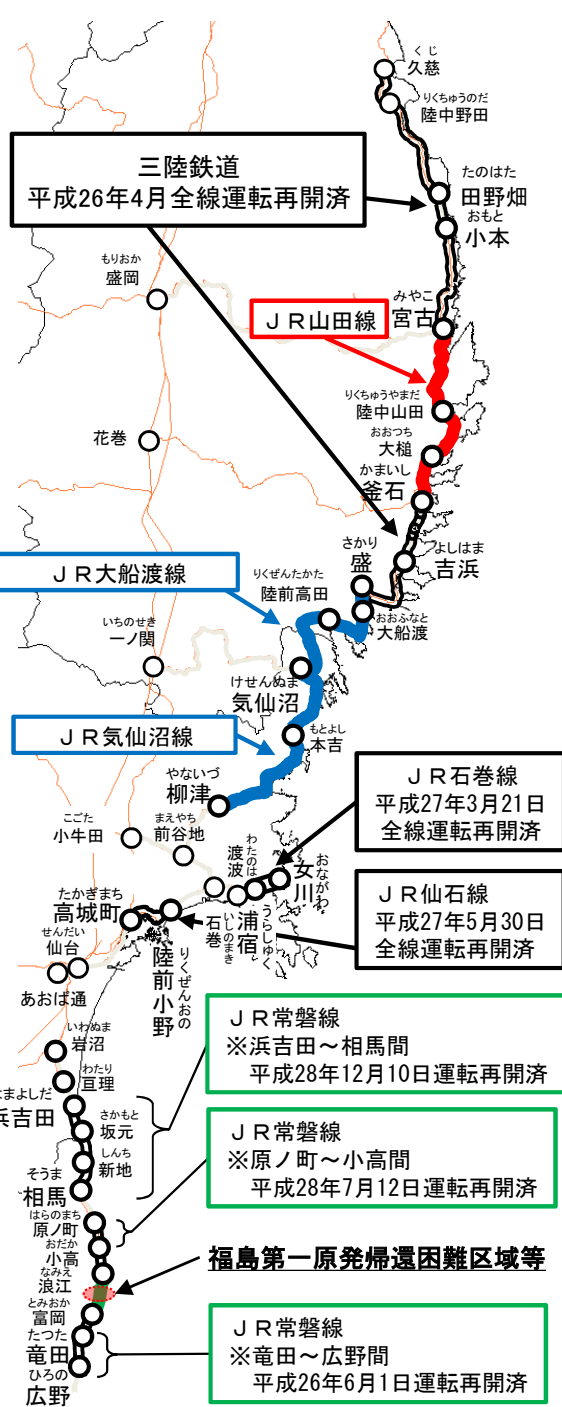 くじ
久慈
りくちゅうのだ
陸中野田
三陸鉄道
平成26年4月全線運転再開済
たのはた
田野畑
おもと
小本
もりおか
盛岡
みやこ
宮古
ＪＲ山田線
りくちゅうやまだ
陸中山田
花巻
おおつち
大槌
かまいし
釜石
さかり
盛
よしはま
吉浜
ＪＲ大船渡線
りくぜんたかた
陸前高田
おおふなと
大船渡
いちのせき
一ノ関
けせんぬま
気仙沼
ＪＲ気仙沼線
もとよし
本吉
やないづ
柳津
ＪＲ石巻線
平成27年3月21日
全線運転再開済
こごた
小牛田
まえやち
前谷地
わたのは
渡波
おながわ
女川
たかぎまち
高城町
いしのまき
石巻
うらしゅく
浦宿
ＪＲ仙石線
平成27年5月30日
全線運転再開済
せんだい
仙台
りくぜんおの
陸前小野
あおば通
いわぬま
岩沼
わたり
亘理
ＪＲ常磐線
※浜吉田～相馬間
平成28年12月10日運転再開済
はまよしだ
浜吉田
さかもと
坂元
しんち
新地
そうま
相馬
ＪＲ常磐線
※原ノ町～小高間
平成28年7月12日運転再開済
はらのまち
原ノ町
おだか
小高
なみえ
浪江
福島第一原発帰還困難区域等
とみおか
富岡
たつた
竜田
ひろの
広野
ＪＲ常磐線
※竜田～広野間
平成26年6月1日運転再開済